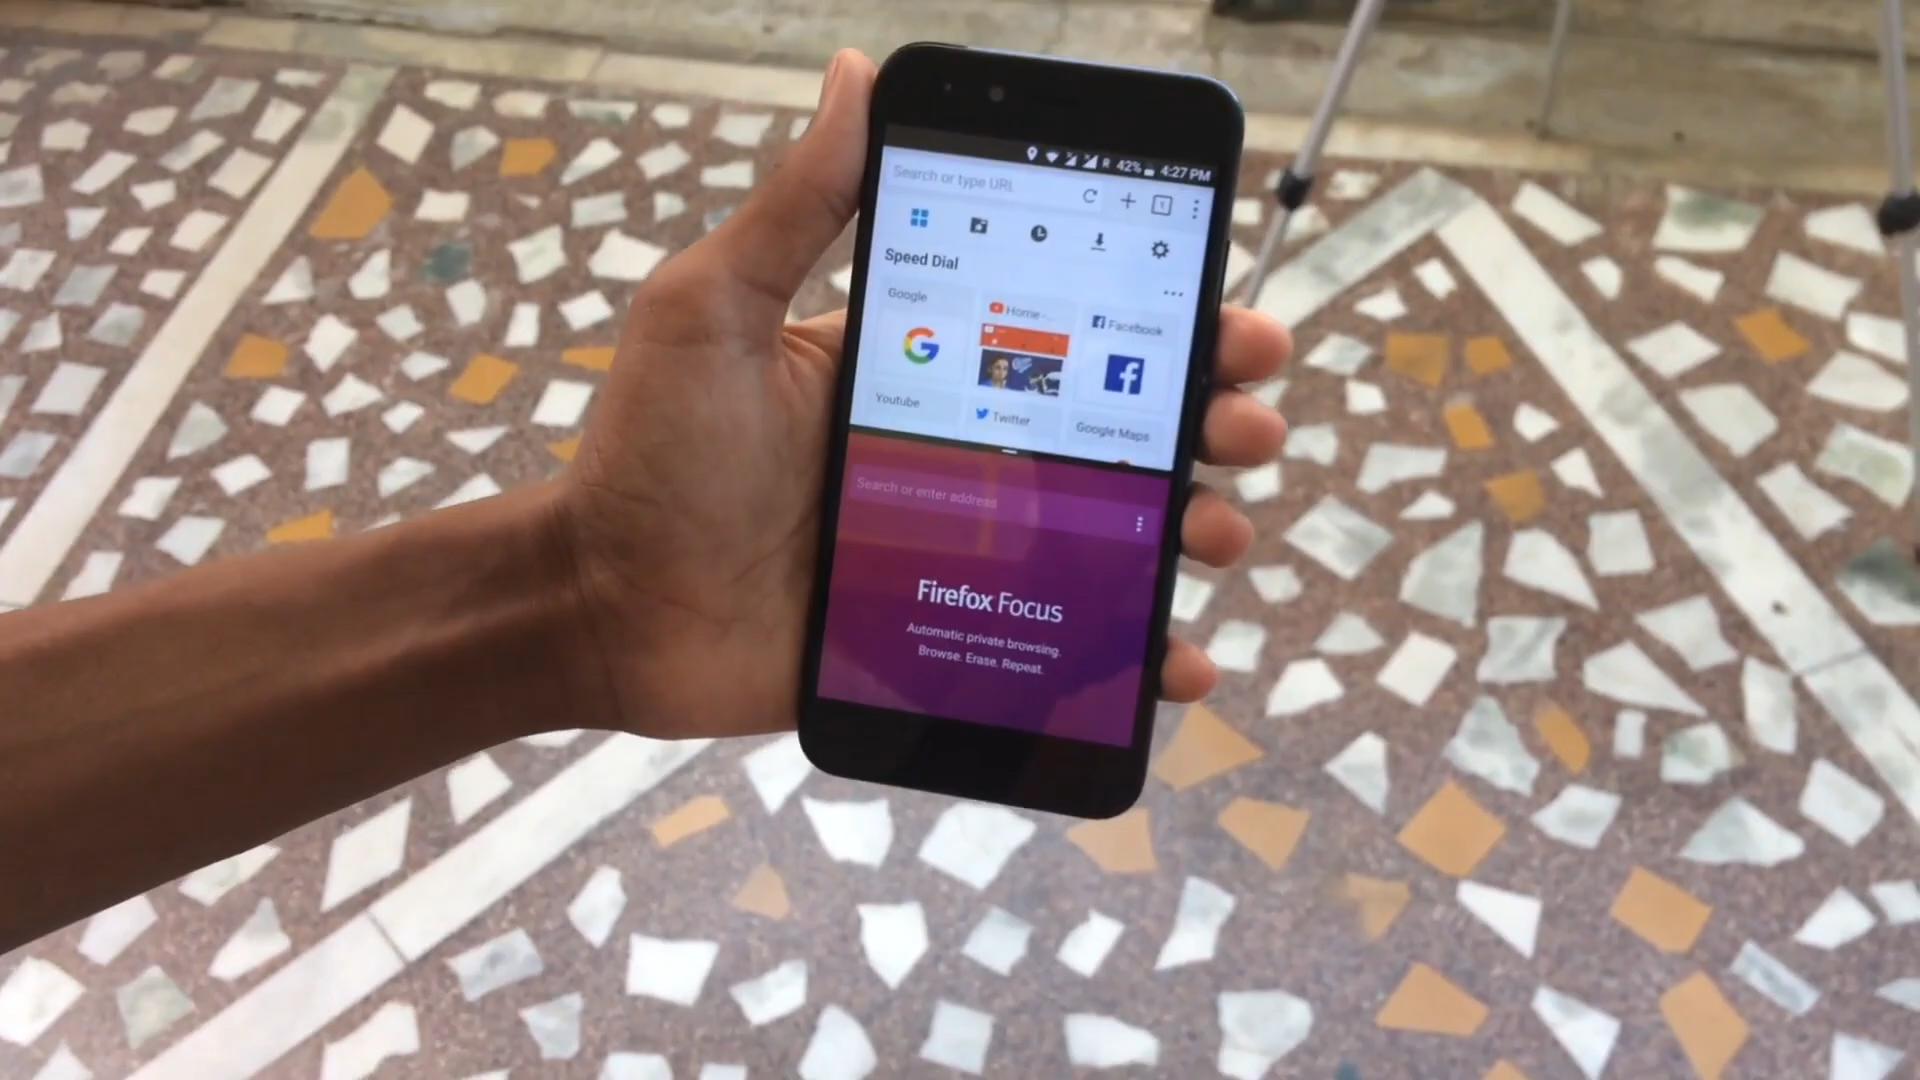 R 42% 4:27 PM
Search or type URL
1
Speed Dial
Google
Home - ...
Facebook
Youtube
Twitter
Google Maps
Search or enter address
Firefox Focus
Automatic private browsing.
Browse. Erase. Repeat.